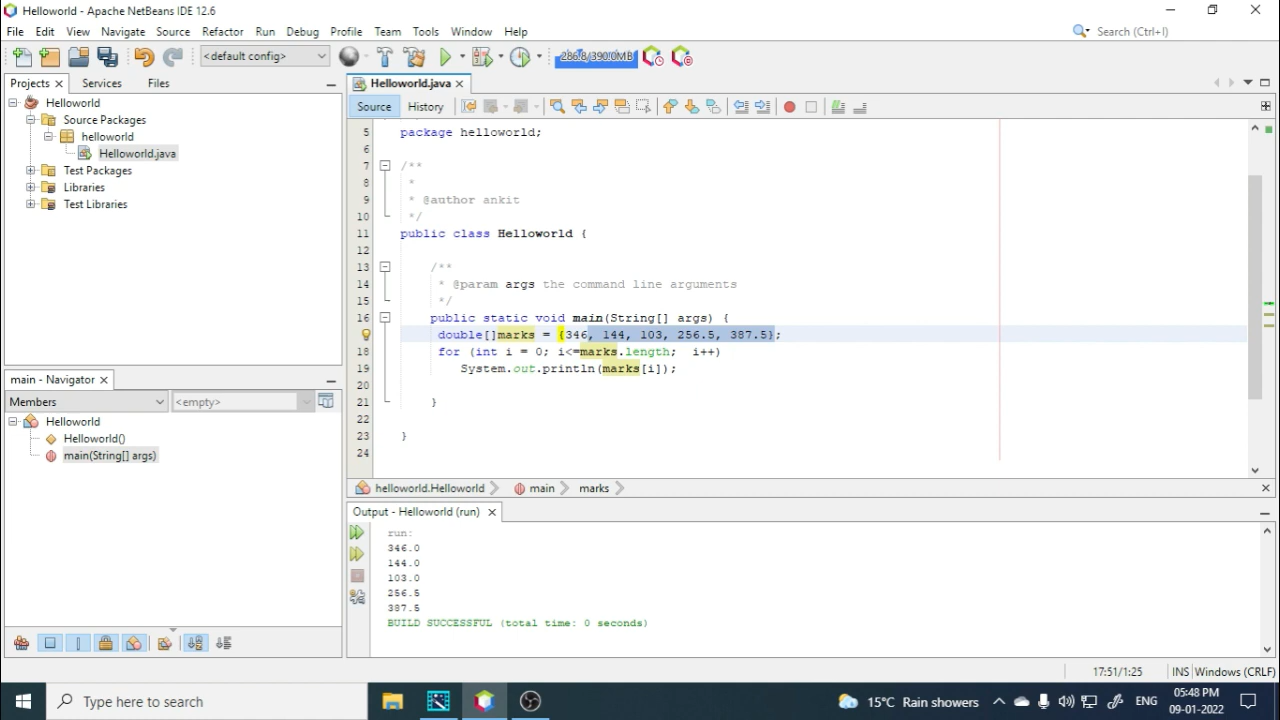 Helloworld - Apache NetBeans IDE 12.6
File Edit View Navigate Source Refactor Run Debug Profile Team Tools Window Help
Search (Ctrl+I)
<default config>
286.8/390.0MB
Projects Services Files
Helloworld
Source Packages
helloworld
Helloworld.java
Test Packages
Libraries
Test Libraries
Helloworld.java
Source History
5 package helloworld;
6
7 /**
8 *
9 * @author ankit
10 */
11 public class Helloworld {
12
13 /**
14 * @param args the command line arguments
15 */
16 public static void main(String[] args) {
double[]marks = {346, 144, 103, 256.5, 387.5};
18 for (int i = 0; i<=marks.length; i++)
19 System.out.println(marks[i]);
20
21 }
22
23 }
24
main - Navigator
Members <empty>
Helloworld
Helloworld()
main(String[] args)
helloworld.Helloworld main marks
Output - Helloworld (run)
run:
346.0
144.0
103.0
256.5
387.5
BUILD SUCCESSFUL (total time: 0 seconds)
17:51/1:25 INS Windows (CRLF)
Type here to search
15°C Rain showers
ENG
05:48 PM
09-01-2022